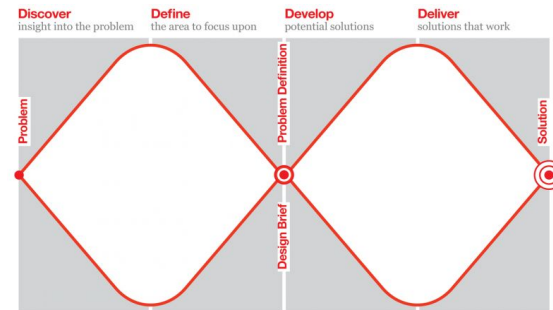 Discover
insight into the problem
Define
the area to focus upon
Develop
potential solutions
Deliver
solutions that work
Problem
Problem Definition
Design Brief
Solution